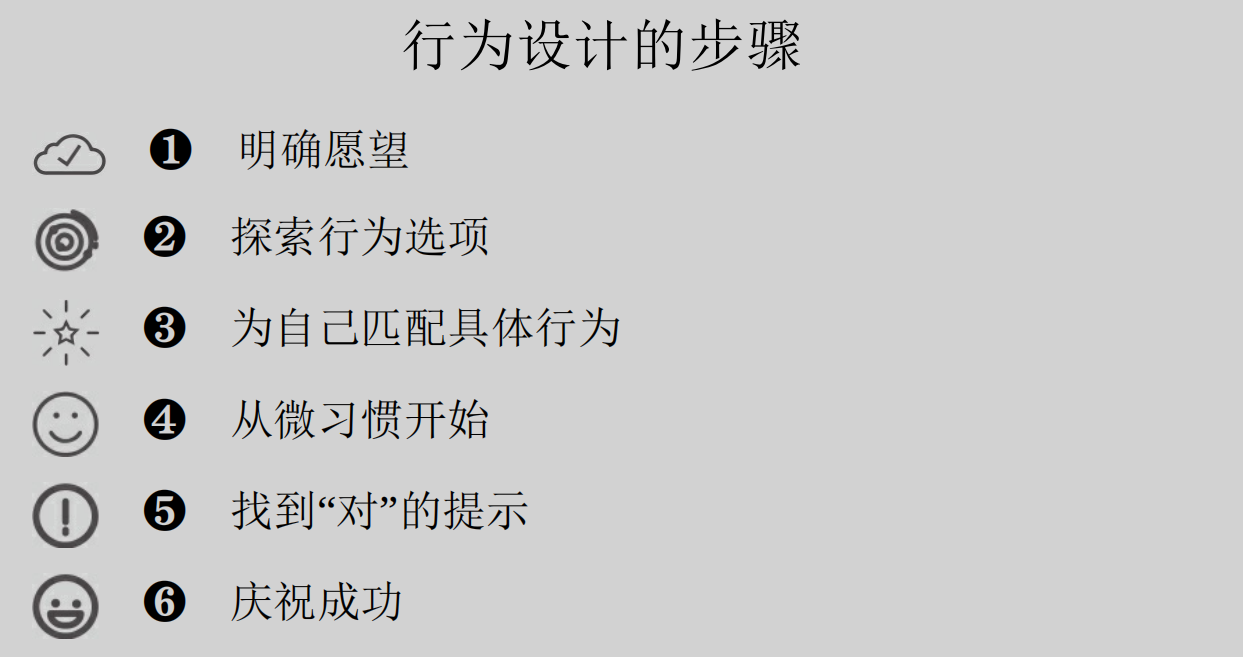 行为设计的步骤
❶ 明确愿望
❷ 探索行为选项
❸ 为自己匹配具体行为
❹ 从微习惯开始
❺ 找到“对”的提示
❻ 庆祝成功